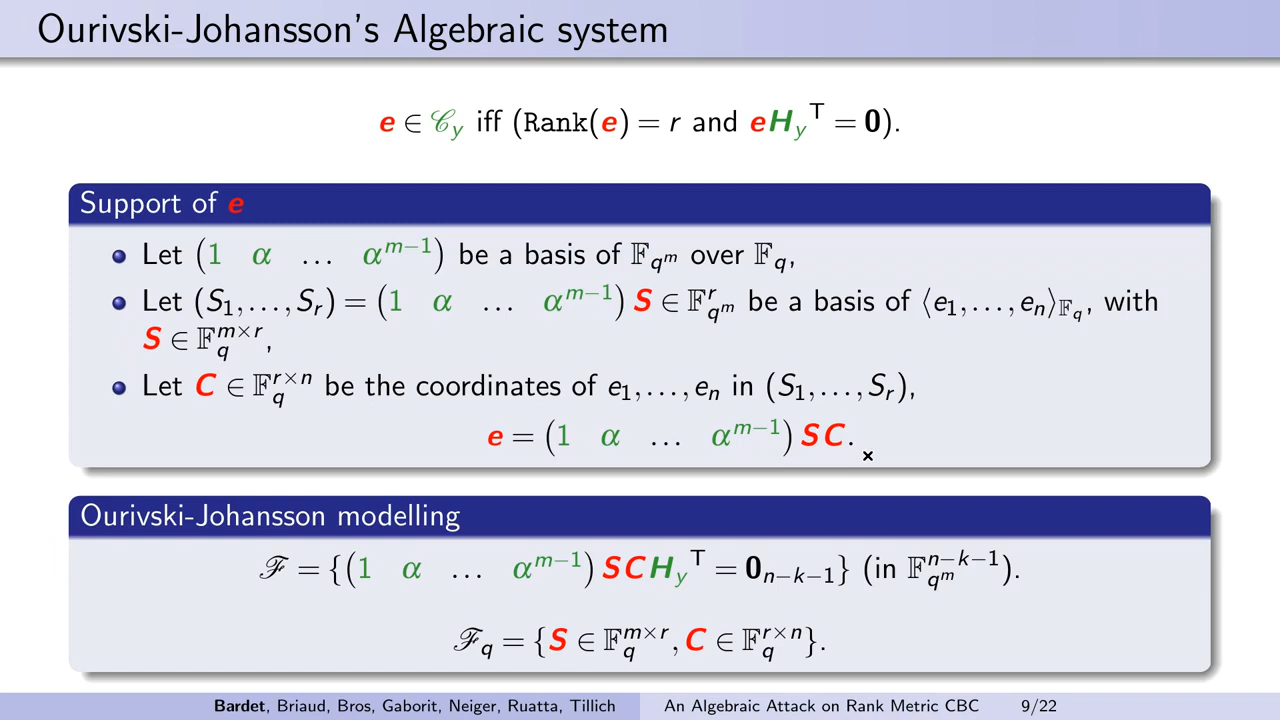 Ourivski-Johansson's Algebraic system
e ∈ 𝒞_y iff (Rank(e) = r and eH_y^T = 0).
Support of e
Let (1 α … α^{m−1}) be a basis of 𝔽_{q^m} over 𝔽_q,
Let (S_1, …, S_r) = (1 α … α^{m−1}) S ∈ 𝔽_{q^m}^r be a basis of ⟨e_1, …, e_n⟩_{𝔽_q}, with
S ∈ 𝔽_q^{m×r},
Let C ∈ 𝔽_q^{r×n} be the coordinates of e_1, …, e_n in (S_1, …, S_r),
e = (1 α … α^{m−1}) SC.
Ourivski-Johansson modelling
ℱ = {(1 α … α^{m−1}) SCH_y^T = 0_{n−k−1}} (in 𝔽_{q^m}^{n−k−1}).
ℱ_q = {S ∈ 𝔽_q^{m×r}, C ∈ 𝔽_q^{r×n}}.
Bardet, Briaud, Bros, Gaborit, Neiger, Ruatta, Tillich An Algebraic Attack on Rank Metric CBC 9/22